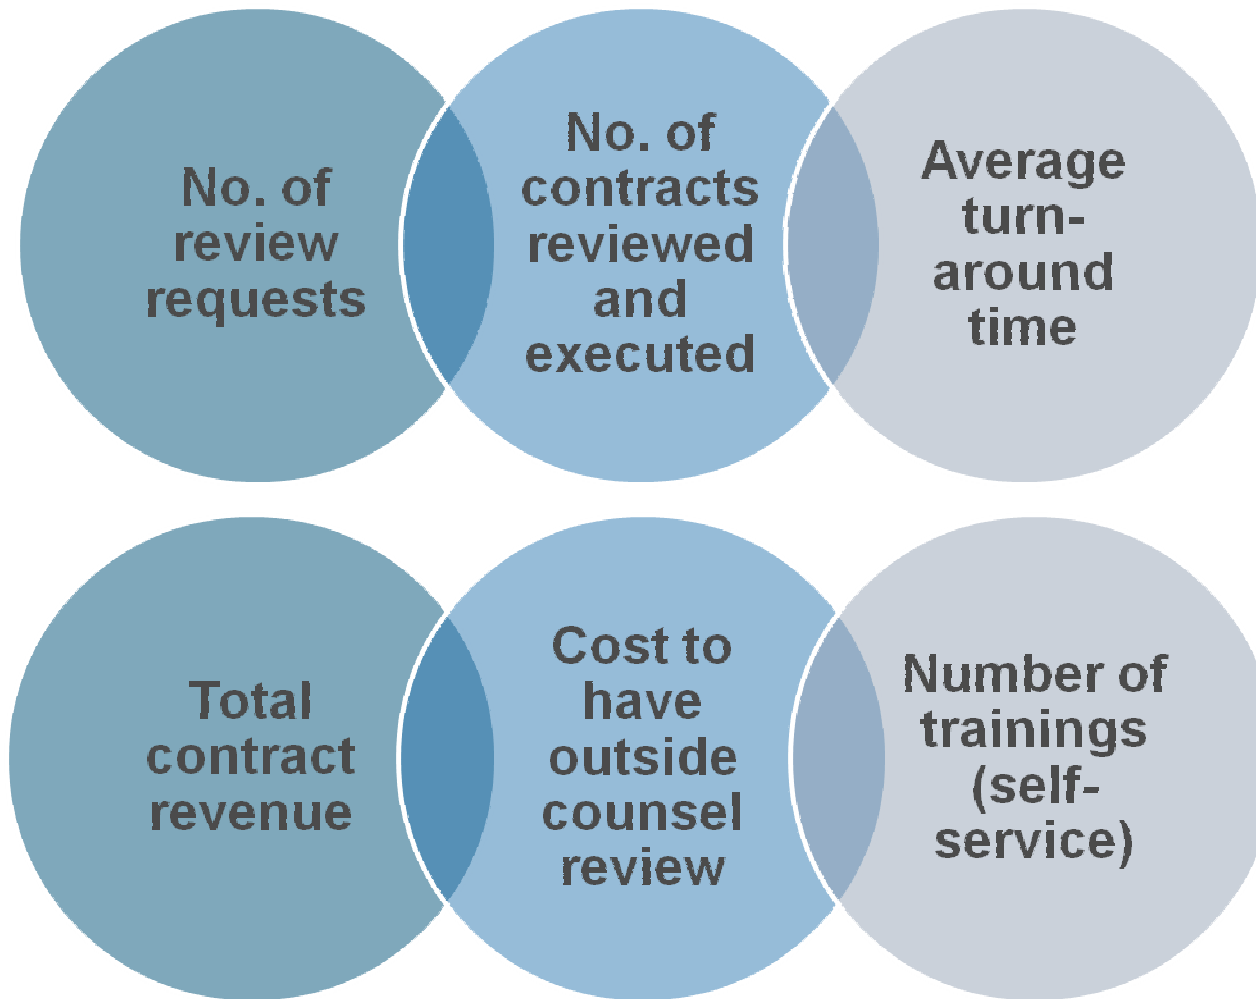 No. of
review
requests
No. of
contracts
reviewed
and
executed
Average
turn-
around
time
Total
contract
revenue
Cost to
have
outside
counsel
review
Number of
trainings
(self-
service)